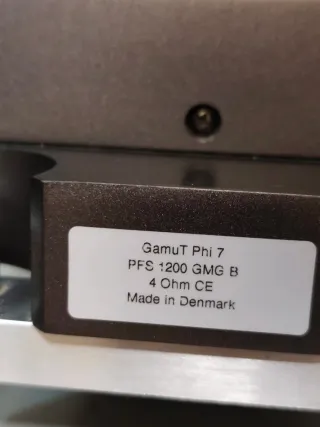 GamuT Phi 7
PFS 1200 GMG B
4 Ohm CE
Made in Denmark